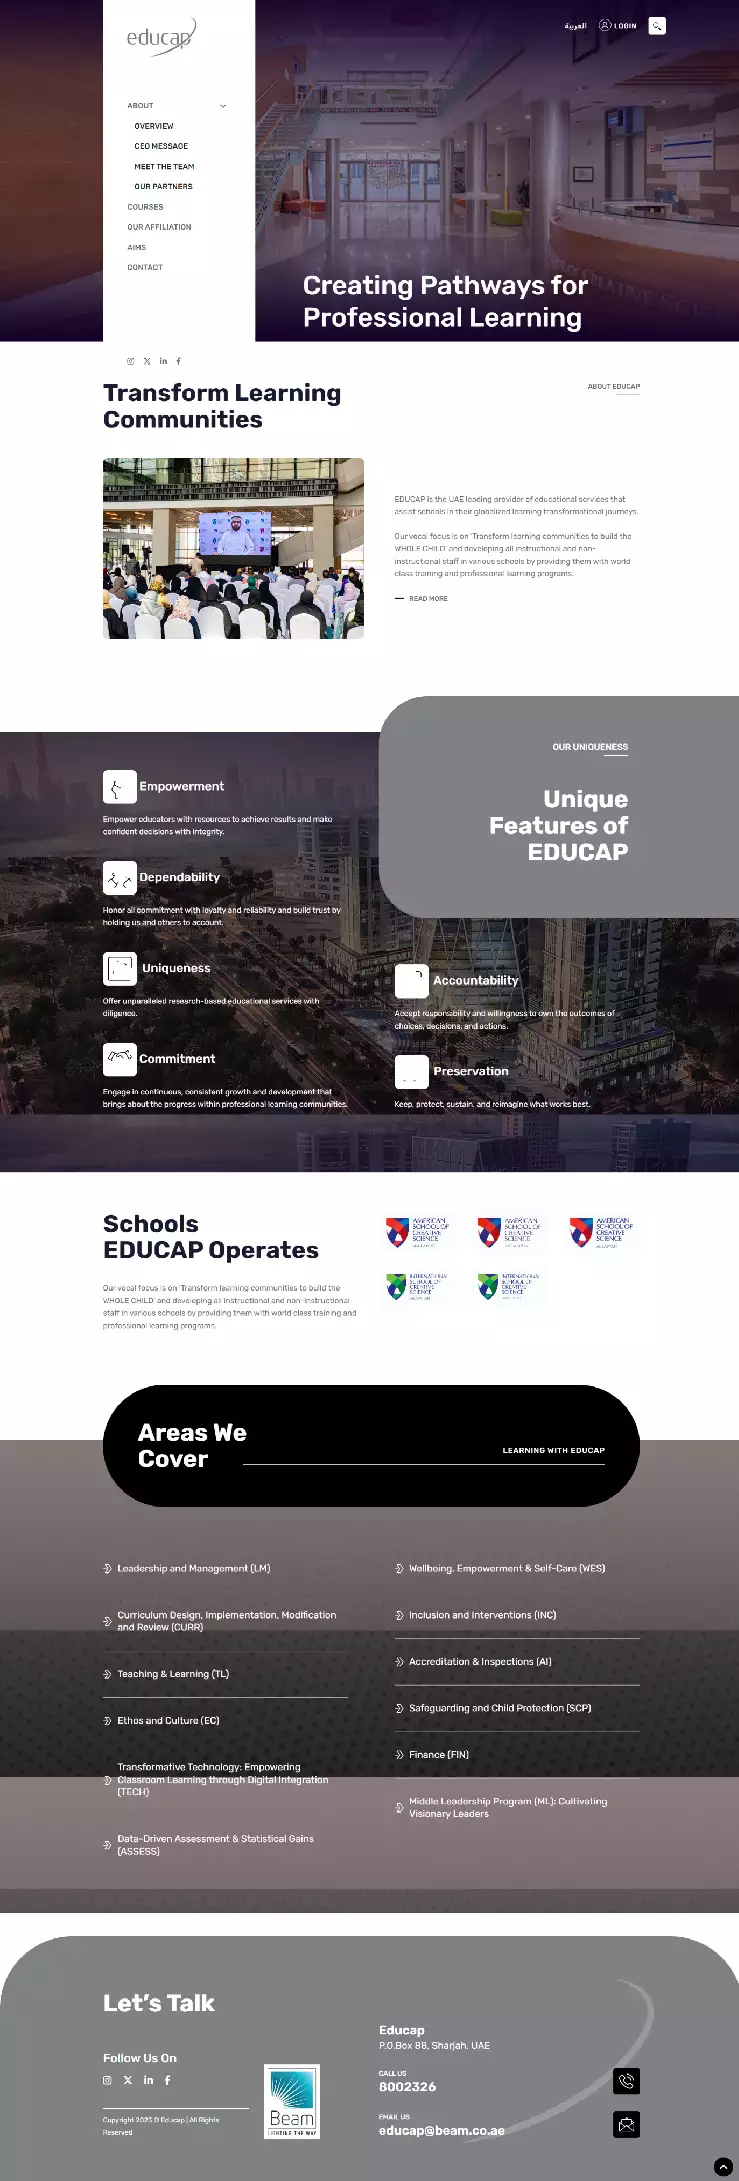 educap
العربية
LOGIN
ABOUT
OVERVIEW
CEO MESSAGE
MEET THE TEAM
OUR PARTNERS
COURSES
OUR AFFILIATION
AIMS
CONTACT
Creating Pathways for
Professional Learning
Transform Learning
Communities
ABOUT EDUCAP
EDUCAP is the UAE leading provider of educational services that
assist schools in their globalized learning transformational journeys.
Our vocal focus is on 'Transform learning communities to build the
WHOLE CHILD' and developing all instructional and non-
instructional staff in various schools by providing them with world
class training and professional learning programs.
READ MORE
OUR UNIQUENESS
Unique
Features of
EDUCAP
Empowerment
Empower educators with resources to achieve results and make
confident decisions with integrity.
Dependability
Honor all commitment with loyalty and reliability and build trust by
holding us and others to account.
Uniqueness
Offer unparalleled research-based educational services with
diligence.
Commitment
Engage in continuous, consistent growth and development that
brings about the progress within professional learning communities.
Accountability
Accept responsibility and willingness to own the outcomes of
choices, decisions, and actions.
Preservation
Keep, protect, sustain, and reimagine what works best.
Schools
EDUCAP Operates
Our vocal focus is on 'Transform learning communities to build the
WHOLE CHILD' and developing all instructional and non-instructional
staff in various schools by providing them with world class training and
professional learning programs.
AMERICAN
SCHOOL OF
CREATIVE
SCIENCE
AMERICAN
SCHOOL OF
CREATIVE
SCIENCE
AMERICAN
SCHOOL OF
CREATIVE
SCIENCE
INTERNATIONAL
SCHOOL OF
CREATIVE
SCIENCE
INTERNATIONAL
SCHOOL OF
CREATIVE
SCIENCE
Areas We
Cover
LEARNING WITH EDUCAP
Leadership and Management (LM)
Curriculum Design, Implementation, Modification
and Review (CURR)
Teaching & Learning (TL)
Ethos and Culture (EC)
Transformative Technology: Empowering
Classroom Learning through Digital Integration
(TECH)
Data-Driven Assessment & Statistical Gains
(ASSESS)
Wellbeing, Empowerment & Self-Care (WES)
Inclusion and Interventions (INC)
Accreditation & Inspections (AI)
Safeguarding and Child Protection (SCP)
Finance (FIN)
Middle Leadership Program (ML): Cultivating
Visionary Leaders
Let's Talk
Follow Us On
Copyright 2023 © Educap | All Rights
Reserved
Beam
LIGHTING THE WAY
Educap
P.O.Box 88, Sharjah, UAE
CALL US
8002326
EMAIL US
educap@beam.co.ae